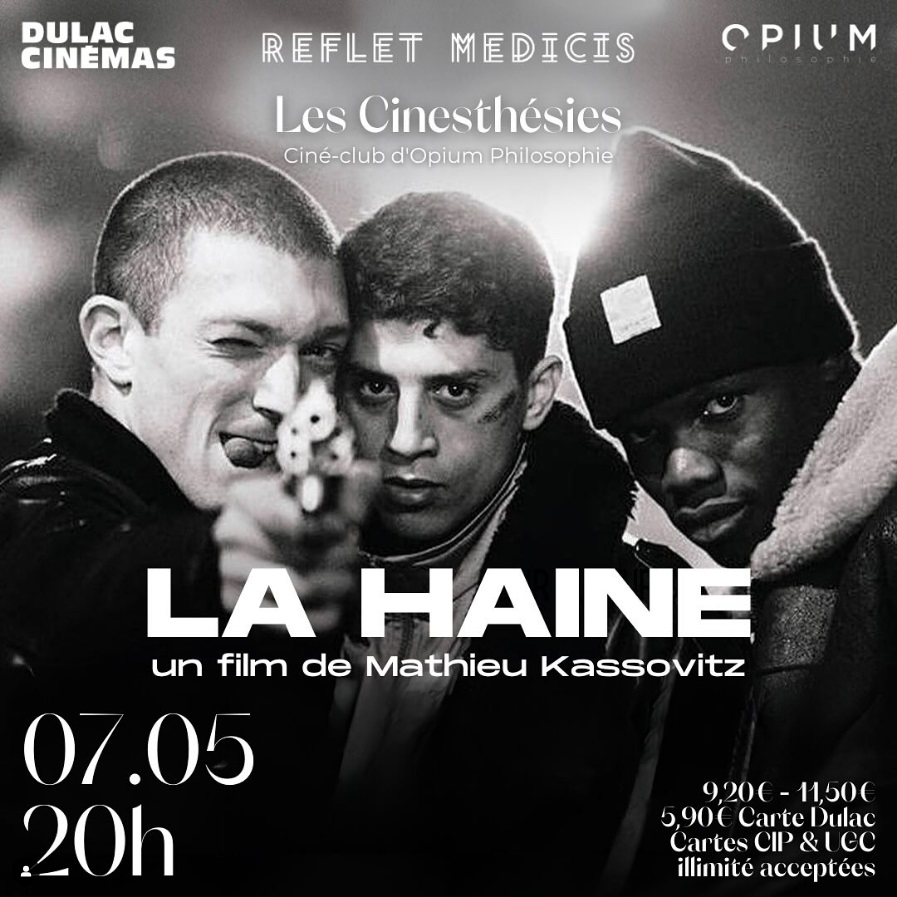 DULAC
CINÉMAS
REFLET MEDICIS
OPIUM
philosophie
Les Cinesthésies
Ciné-club d'Opium Philosophie
LA HAINE
un film de Mathieu Kassovitz
07.05
20h
9,20€ - 11,50€
5,90€ Carte Dulac
Cartes CIP & UGC
illimité acceptées